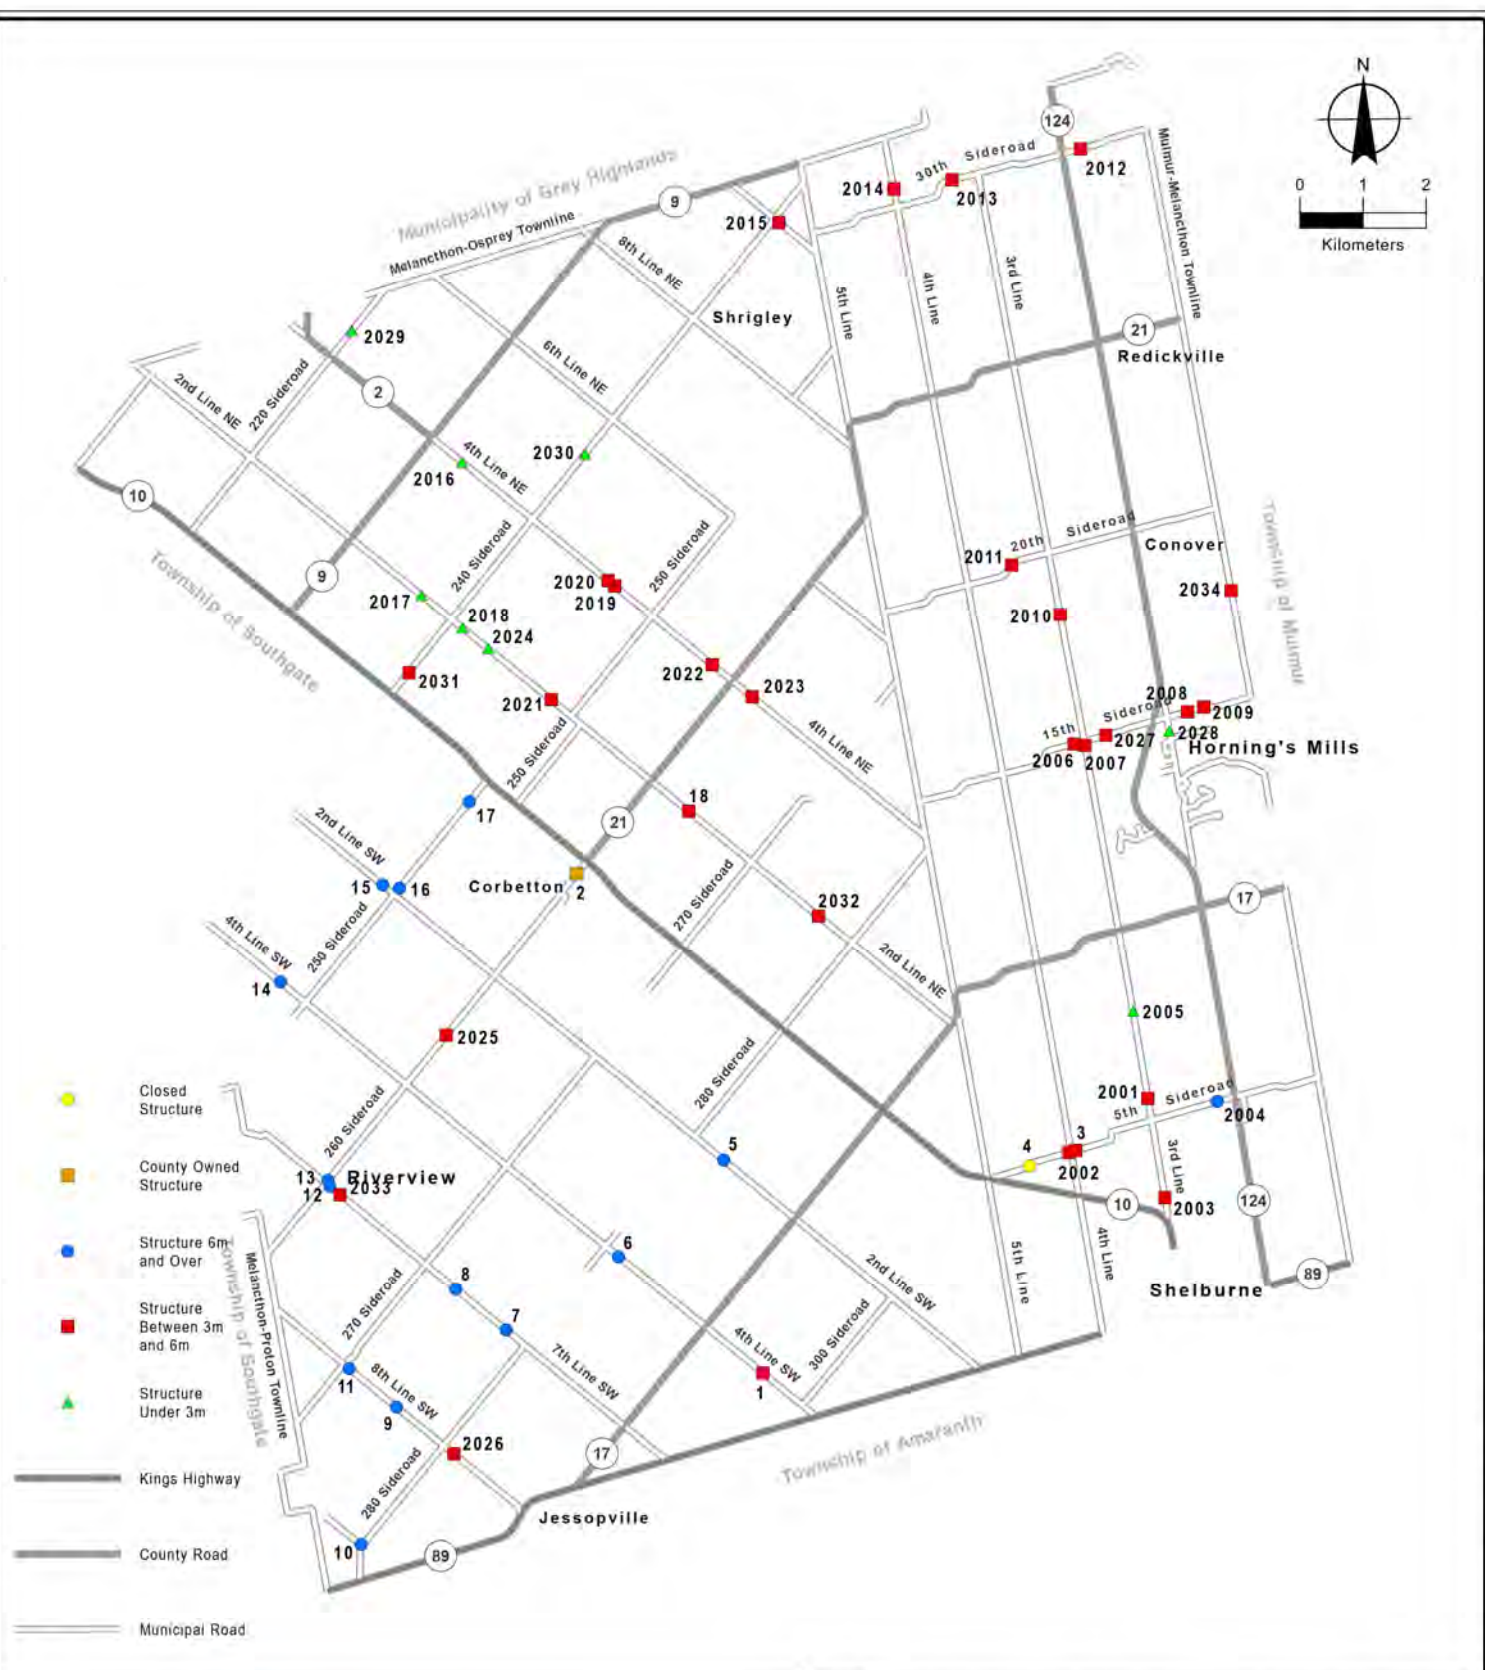 N
0 1 2
Kilometers
124
30th Sideroad
2012
2014
2013
Mulmur-Melancthon Townline
Municipality of Grey Highlands
9
Melancthon-Osprey Townline
2015
8th Line NE
Shrigley
5th Line
4th Line
3rd Line
21
Redickville
2029
2
6th Line NE
2nd Line NE
220 Sideroad
2030
4th Line NE
2016
10
Township of Southgate
9
240 Sideroad
250 Sideroad
2020
2019
2017
2018
2024
2031
2021
2022
2023
4th Line NE
20th Sideroad
2011
Conover
2034
2010
Township of Mulmur
2008
2009
15th Sideroad
2027
2028
2006
2007
Horning's Mills
250 Sideroad
17
18
21
2nd Line SW
15
16
Corbetton
2
270 Sideroad
2032
2nd Line NE
17
4th Line SW
250 Sideroad
14
2025
2005
280 Sideroad
2001
5th Sideroad
2004
260 Sideroad
5
4
3
2002
3rd Line
2003
10
124
13
Riverview
12
2033
6
2nd Line SW
5th Line
4th Line
Shelburne
89
Township of Southgate
Melancthon-Proton Townline
270 Sideroad
8
7
7th Line SW
4th Line SW
300 Sideroad
1
11
8th Line SW
9
2026
280 Sideroad
17
Township of Amaranth
Jessopville
10
89
Closed
Structure
County Owned
Structure
Structure 6m
and Over
Structure
Between 3m
and 6m
Structure
Under 3m
Kings Highway
County Road
Municipal Road